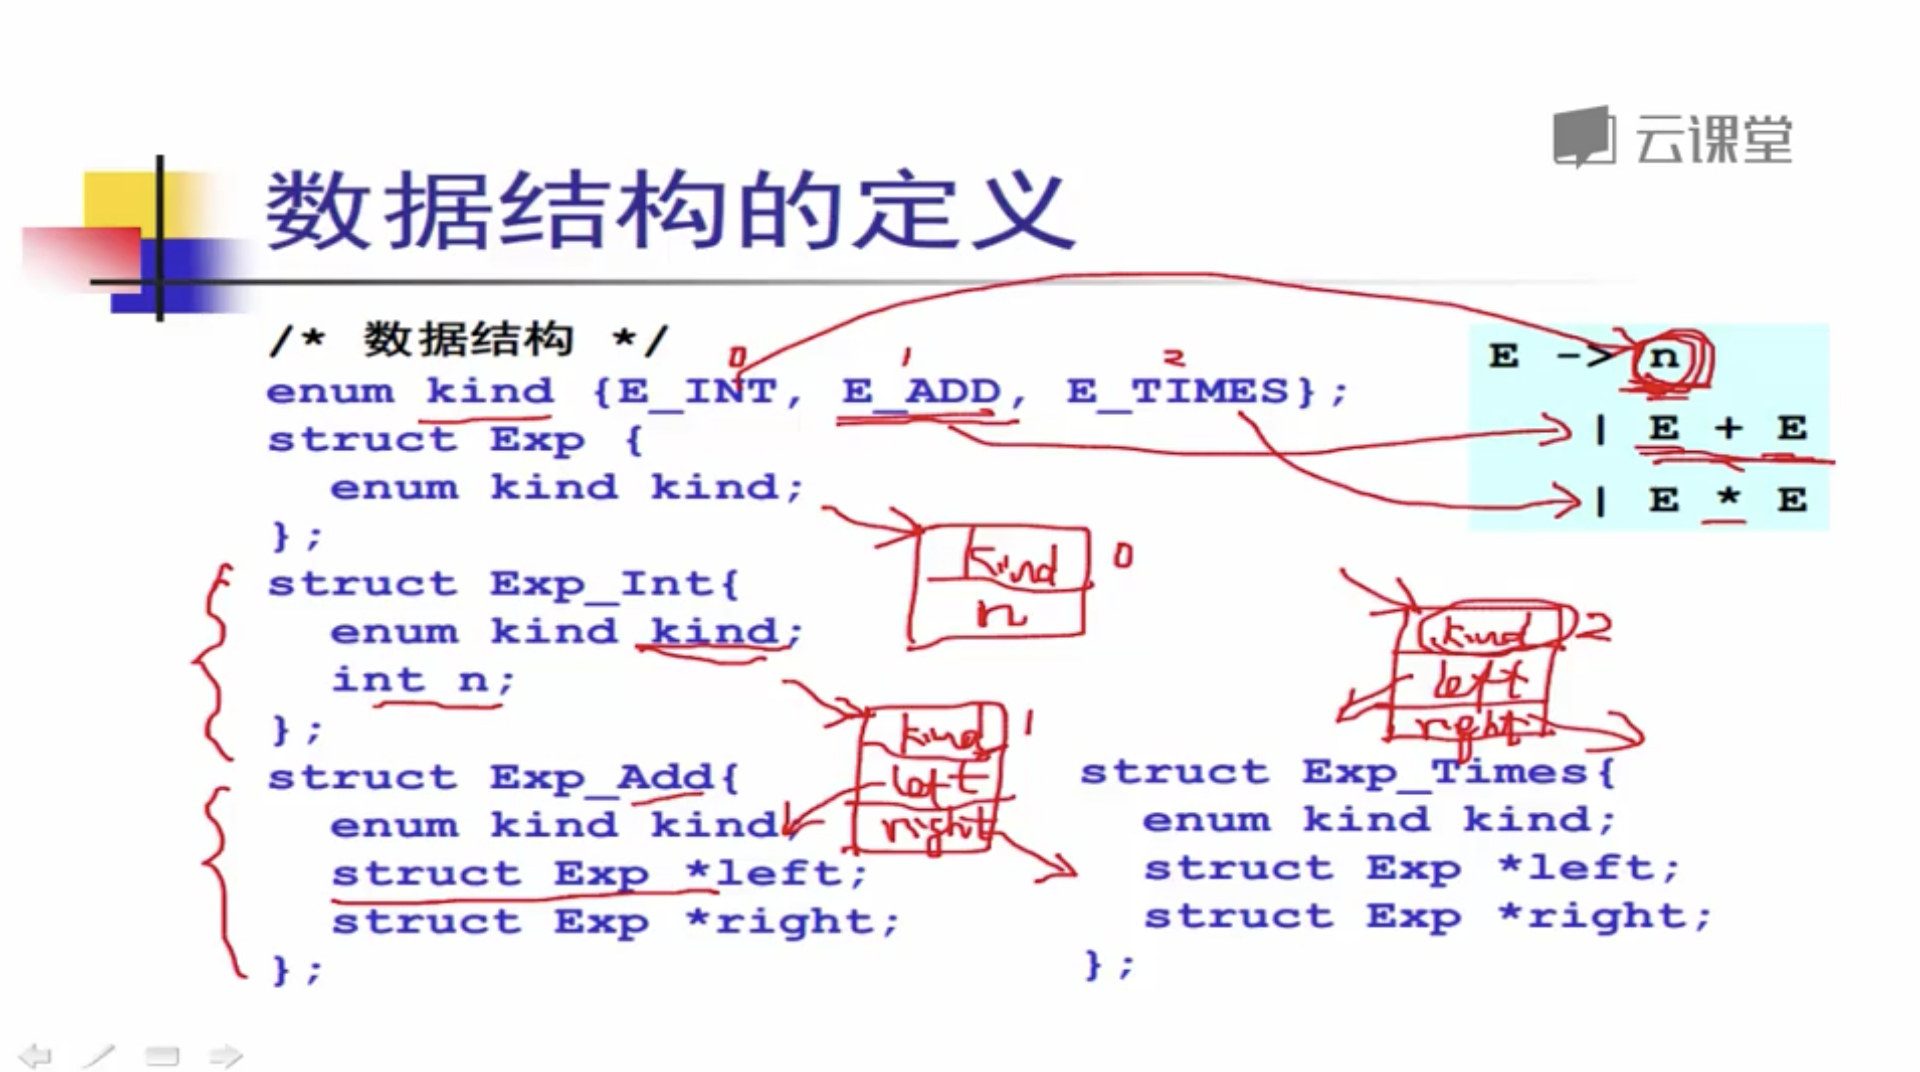 云课堂
数据结构的定义
/* 数据结构 */
0 1 2
enum kind {E_INT, E_ADD, E_TIMES};
struct Exp {
enum kind kind;
};
struct Exp_Int{
enum kind kind;
int n;
};
struct Exp_Add{
enum kind kind
struct Exp *left;
struct Exp *right;
};
E -> n
| E + E
| E * E
kind 0
n
kind 1
left
right
kind 2
left
right
struct Exp_Times{
enum kind kind;
struct Exp *left;
struct Exp *right;
};